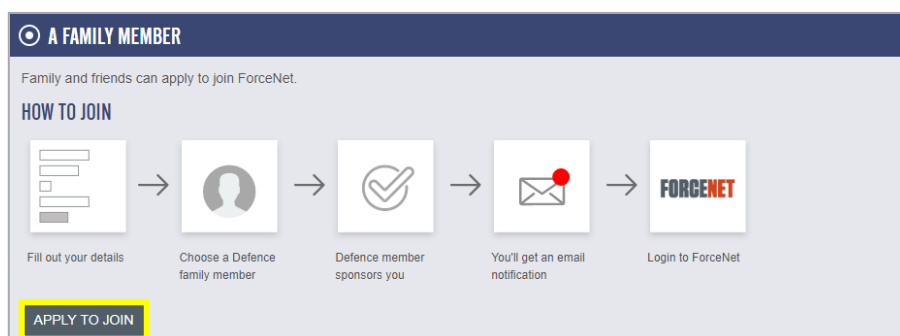 A FAMILY MEMBER
Family and friends can apply to join ForceNet.
HOW TO JOIN
FORCENET
Fill out your details
Choose a Defence
family member
Defence member
sponsors you
You'll get an email
notification
Login to ForceNet
APPLY TO JOIN